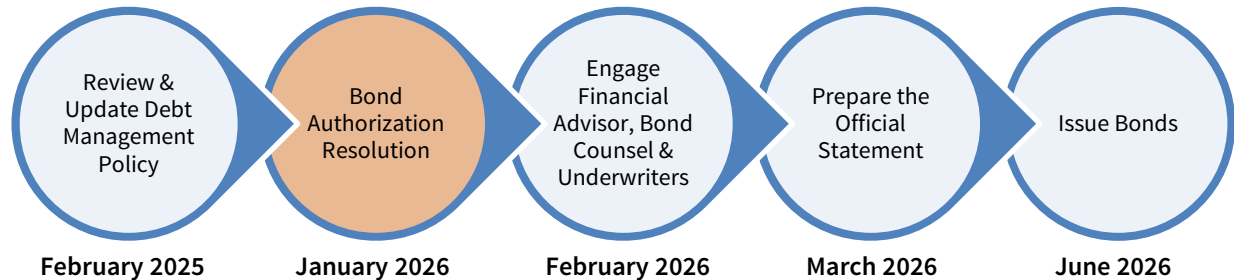 Review &
Update Debt
Management
Policy
Bond
Authorization
Resolution
Engage
Financial
Advisor, Bond
Counsel &
Underwriters
Prepare the
Official
Statement
Issue Bonds
February 2025
January 2026
February 2026
March 2026
June 2026